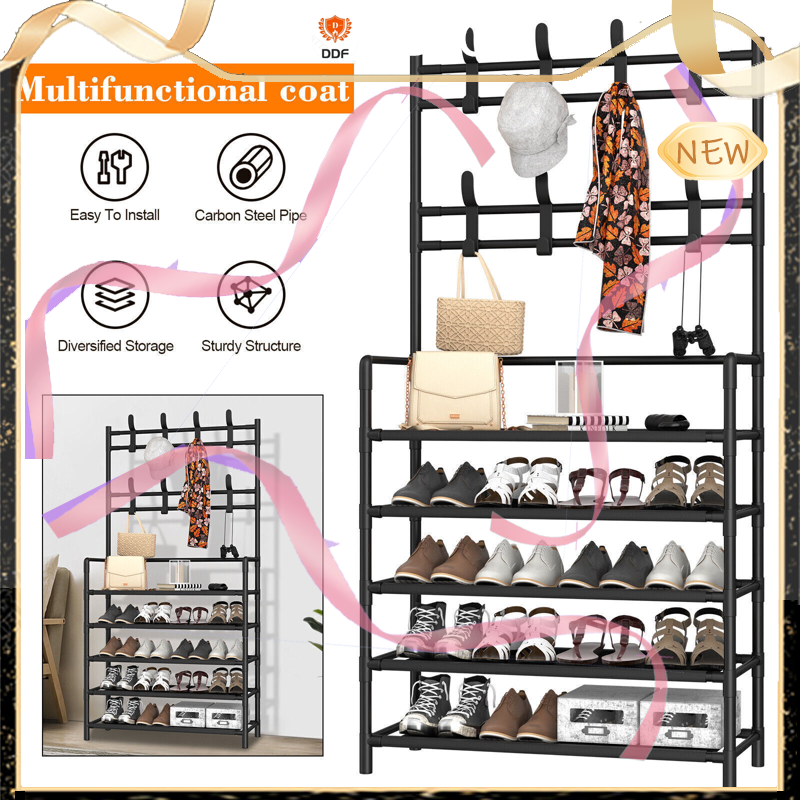 DDF
Multifunctional coat
NEW
Easy To Install
Carbon Steel Pipe
Diversified Storage
Sturdy Structure